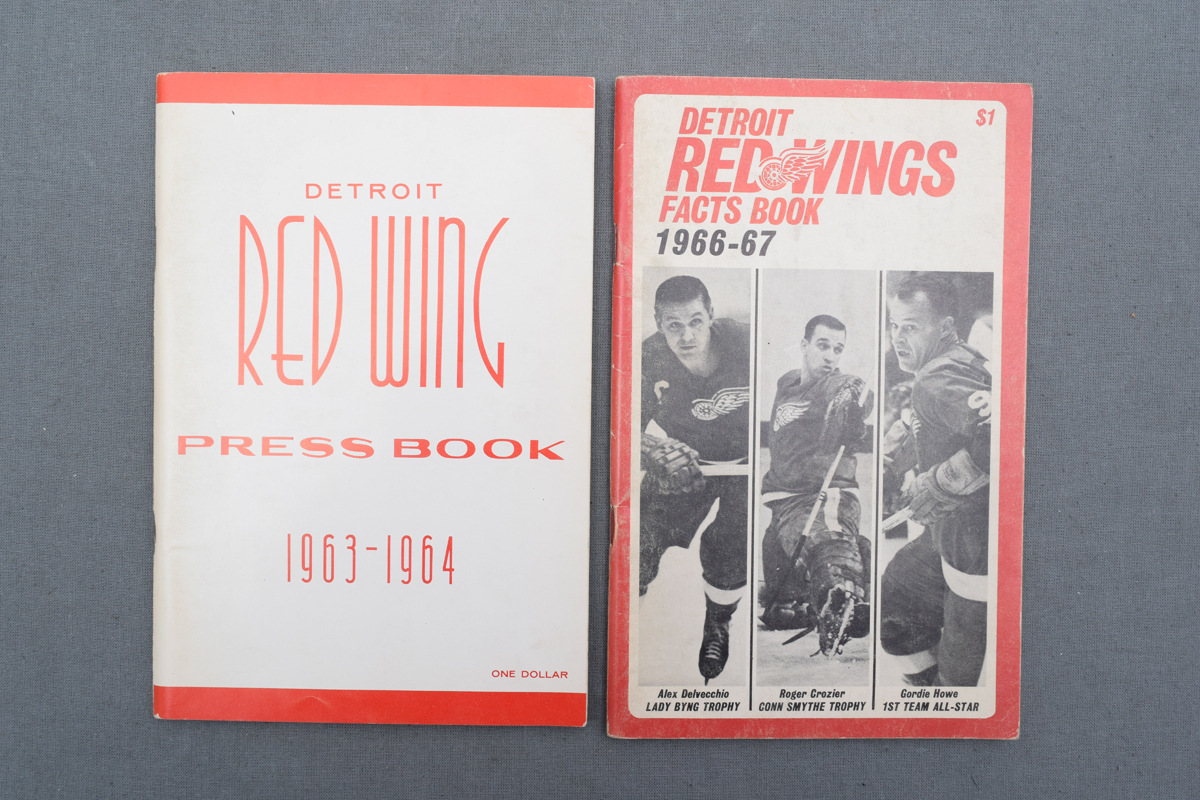 DETROIT
RED WING
PRESS BOOK
1963-1964
ONE DOLLAR
$1
DETROIT
RED WINGS
FACTS BOOK
1966-67
C
9
Alex Delvecchio
LADY BYNG TROPHY
Roger Crozier
CONN SMYTHE TROPHY
Gordie Howe
1ST TEAM ALL-STAR